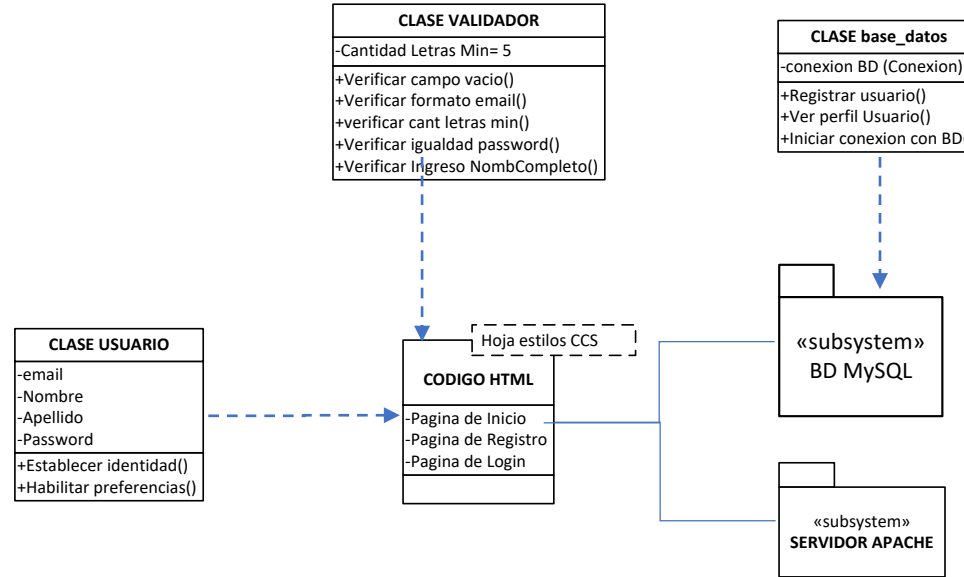 CLASE VALIDADOR
-Cantidad Letras Min= 5
+Verificar campo vacio()
+Verificar formato email()
+verificar cant letras min()
+Verificar igualdad password()
+Verificar Ingreso NombCompleto()
CLASE base_datos
-conexion BD (Conexion)
+Registrar usuario()
+Ver perfil Usuario()
+Iniciar conexion con BD(
CLASE USUARIO
-email
-Nombre
-Apellido
-Password
+Establecer identidad()
+Habilitar preferencias()
Hoja estilos CCS
CODIGO HTML
-Pagina de Inicio
-Pagina de Registro
-Pagina de Login
«subsystem»
BD MySQL
«subsystem»
SERVIDOR APACHE